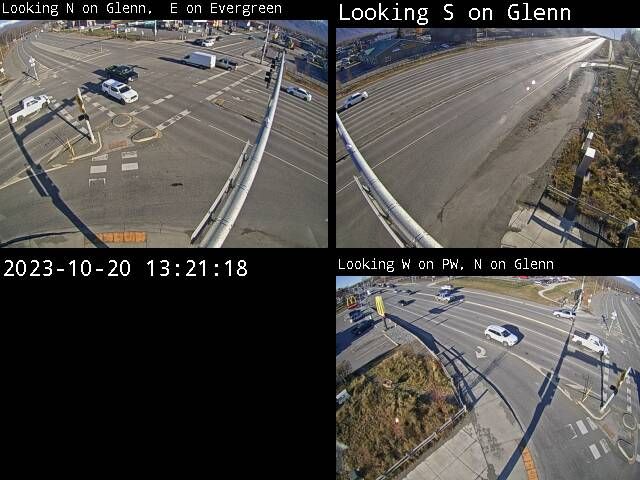 Looking N on Glenn,  E on Evergreen
Looking S on Glenn
2023-10-20 13:21:18
Looking W on PW, N on Glenn